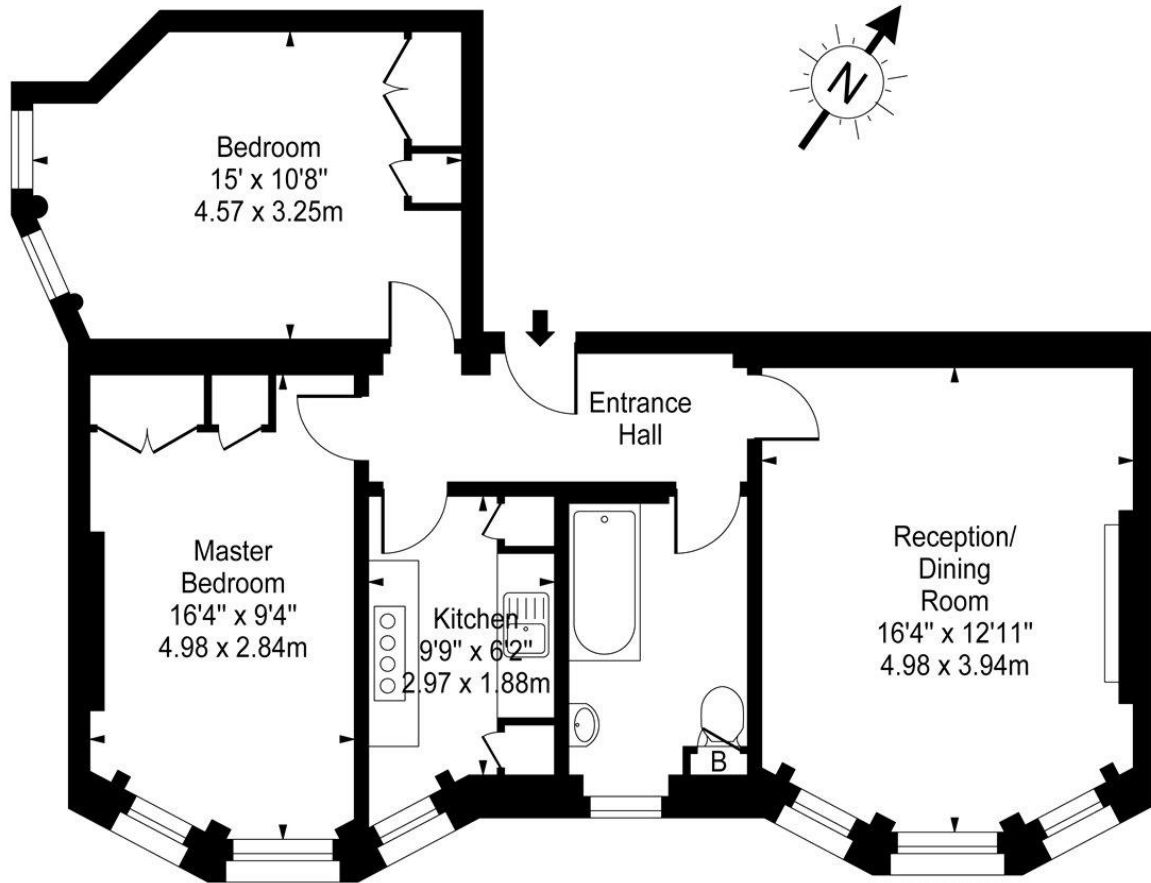 N
Bedroom
15' x 10'8"
4.57 x 3.25m
Entrance
Hall
Master
Bedroom
16'4" x 9'4"
4.98 x 2.84m
Kitchen
9'9" x 6'2"
2.97 x 1.88m
Reception/
Dining
Room
16'4" x 12'11"
4.98 x 3.94m
B